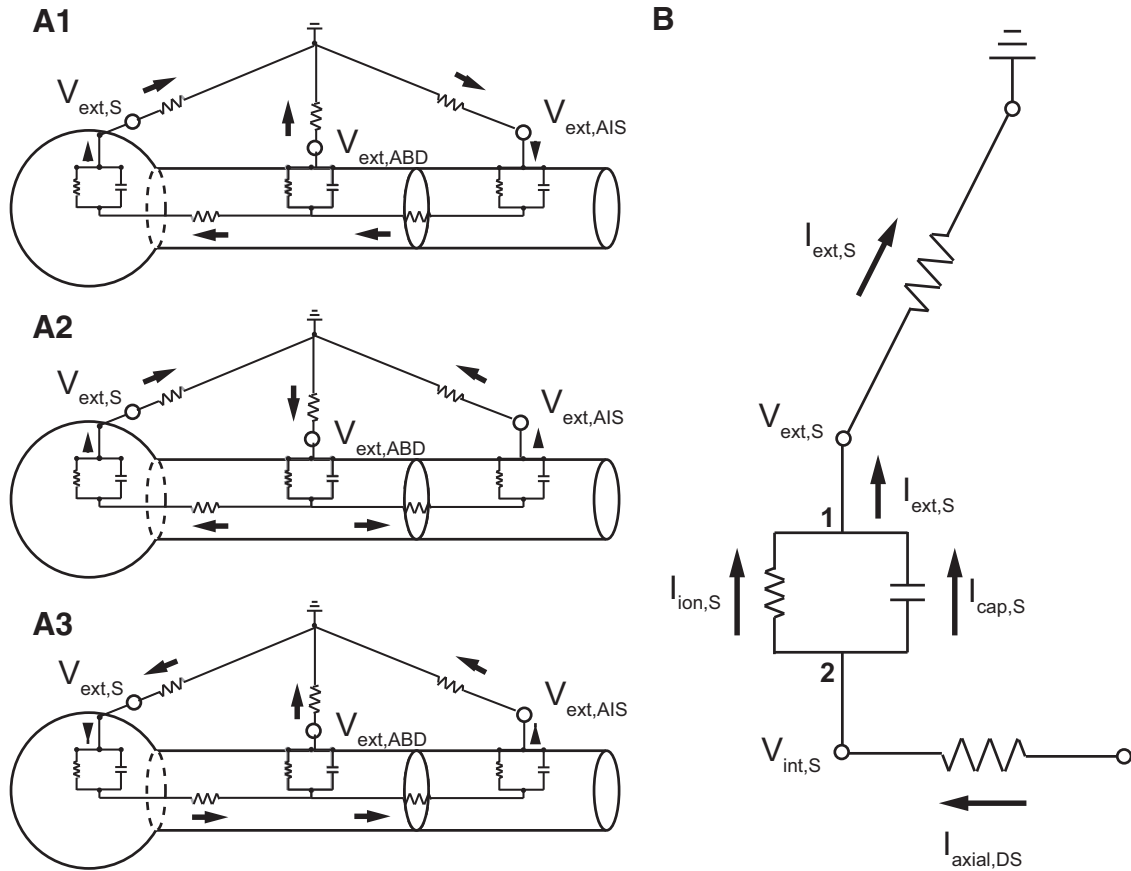 A1
V ext,S
V ext,ABD
V ext,AIS
A2
V ext,S
V ext,ABD
V ext,AIS
A3
V ext,S
V ext,ABD
V ext,AIS
B
I ext,S
V ext,S
1
I ext,S
I ion,S
I cap,S
2
V int,S
I axial,DS